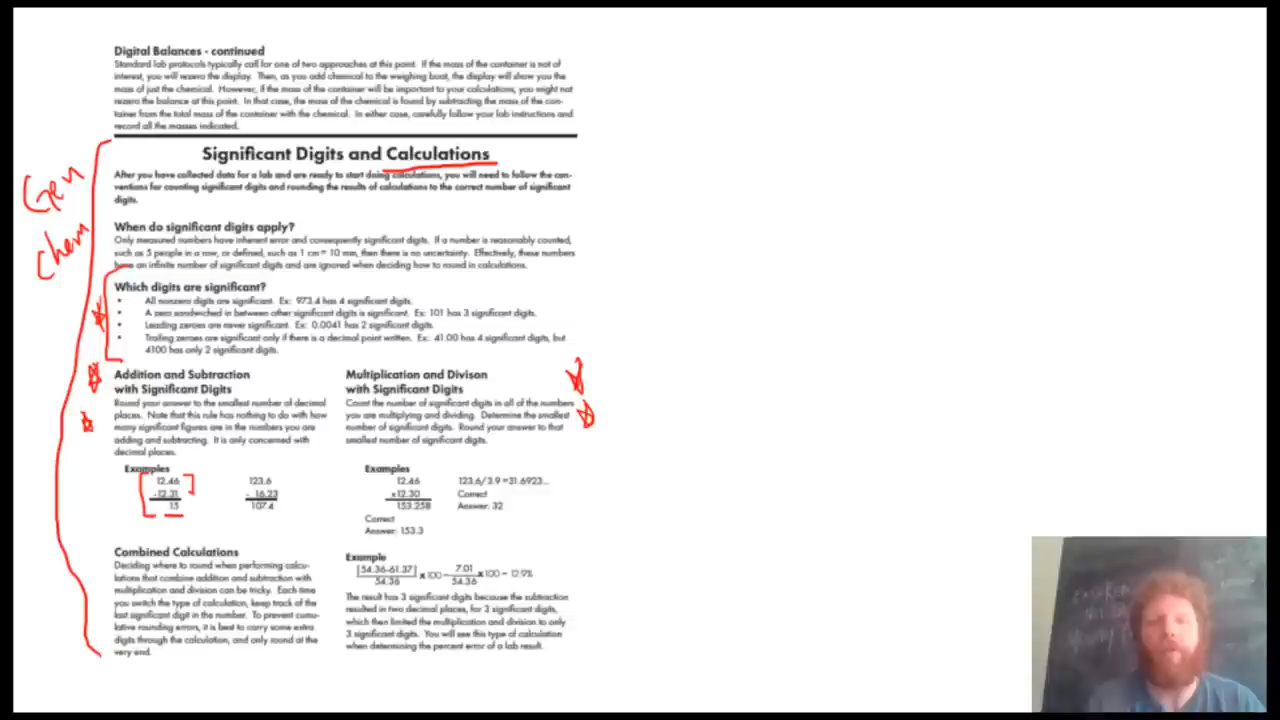 Digital Balances - continued
Standard lab protocols typically call for one of two approaches at this point. If the mass of the container is not of
interest, you will rezero the display. Then, as you add chemical to the weighing boat, the display will show you the
mass of just the chemical. However, if the mass of the container will be important to your calculations, you might not
rezero the balance at this point. In that case, the mass of the chemical is found by subtracting the mass of the con-
tainer from the total mass of the container with the chemical. In either case, carefully follow your lab instructions and
record all the masses indicated.
Significant Digits and Calculations
After you have collected data for a lab and are ready to start doing calculations, you will need to follow the con-
ventions for counting significant digits and rounding the results of calculations to the correct number of significant
digits.
Gen
Chem
When do significant digits apply?
Only measured numbers have inherent error and consequently significant digits. If a number is reasonably counted,
such as 5 people in a row, or defined, such as 1 cm = 10 mm, then there is no uncertainty. Effectively, these numbers
have an infinite number of significant digits and are ignored when deciding how to round in calculations.
Which digits are significant?
• All nonzero digits are significant. Ex: 973.4 has 4 significant digits.
• A zero sandwiched in between other significant digits is significant. Ex: 101 has 3 significant digits.
• Leading zeroes are never significant. Ex: 0.0041 has 2 significant digits.
• Trailing zeroes are significant only if there is a decimal point written. Ex: 41.00 has 4 significant digits, but
4100 has only 2 significant digits.
Addition and Subtraction
with Significant Digits
Round your answer to the smallest number of decimal
places. Note that this rule has nothing to do with how
many significant figures are in the numbers you are
adding and subtracting. It is only concerned with
decimal places.
Examples
12.46
-12.31
15
123.6
- 16.23
107.4
Multiplication and Divison
with Significant Digits
Count the number of significant digits in all of the numbers
you are multiplying and dividing. Determine the smallest
number of significant digits. Round your answer to that
smallest number of significant digits.
Examples
12.46
x12.30
153.258
Correct
Answer: 153.3
123.6/3.9 =31.6923...
Correct
Answer: 32
Combined Calculations
Deciding where to round when performing calcu-
lations that combine addition and subtraction with
multiplication and division can be tricky. Each time
you switch the type of calculation, keep track of the
last significant digit in the number. To prevent cumu-
lative rounding errors, it is best to carry some extra
digits through the calculation, and only round at the
very end.
Example
|54.36-61.37|
54.36
x 100 =
7.01
54.36
x 100 = 12.9%
The result has 3 significant digits because the subtraction
resulted in two decimal places, for 3 significant digits,
which then limited the multiplication and division to only
3 significant digits. You will see this type of calculation
when determining the percent error of a lab result.